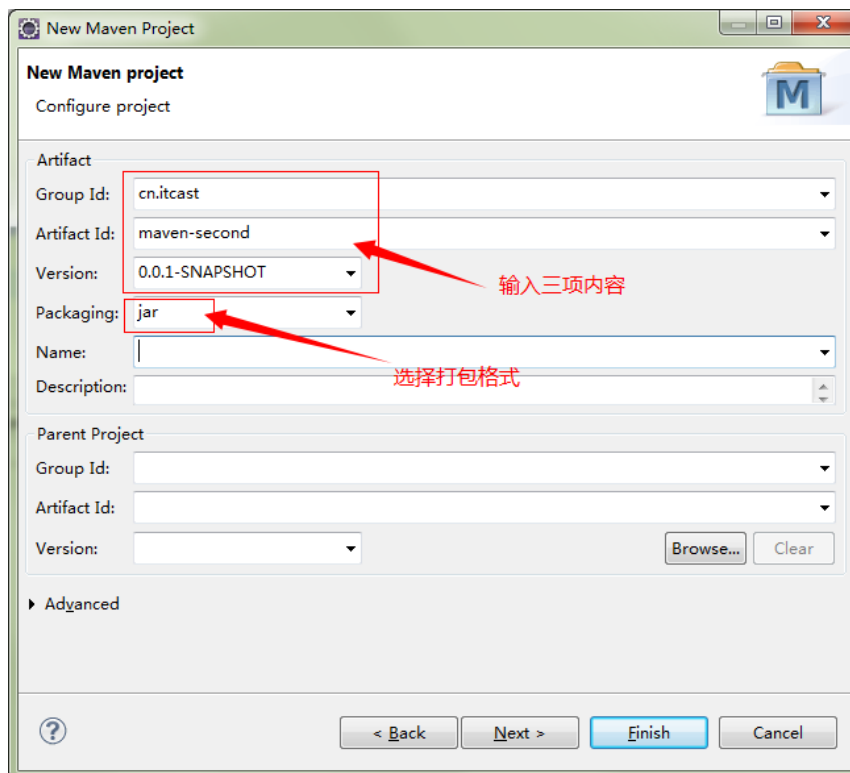 New Maven Project
New Maven project
Configure project
M
Artifact
Group Id: cn.itcast
Artifact Id: maven-second
Version: 0.0.1-SNAPSHOT
输入三项内容
Packaging: jar
Name:
选择打包格式
Description:
Parent Project
Group Id:
Artifact Id:
Version: Browse... Clear
Advanced
? < Back Next > Finish Cancel